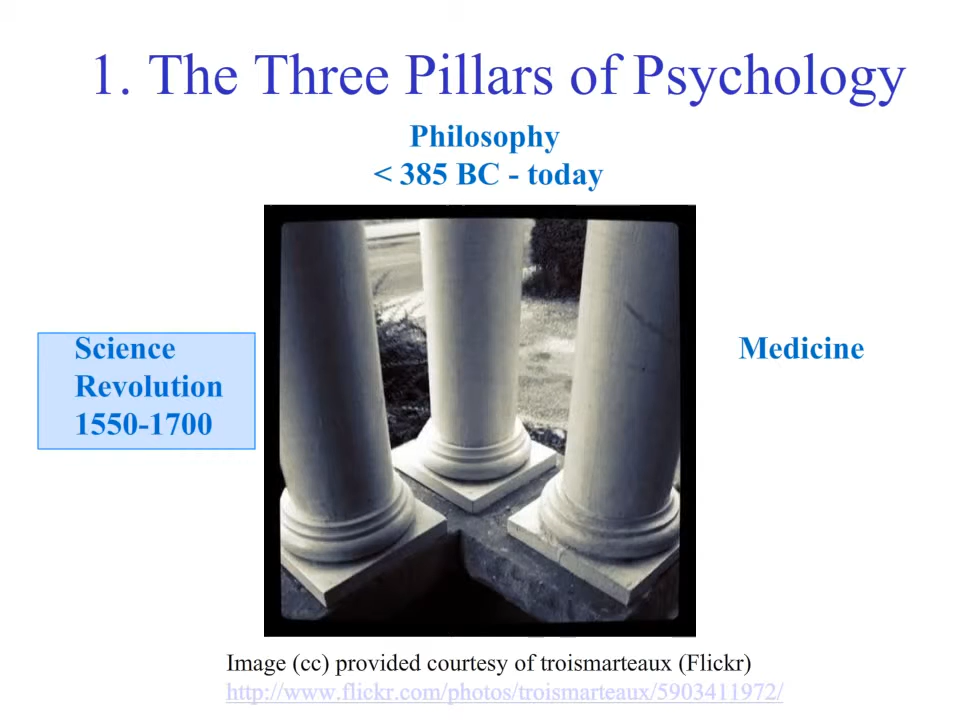 1. The Three Pillars of Psychology
Philosophy
< 385 BC - today
Science
Revolution
1550-1700
Medicine
Image (cc) provided courtesy of troismarteaux (Flickr)
http://www.flickr.com/photos/troismarteaux/5903411972/